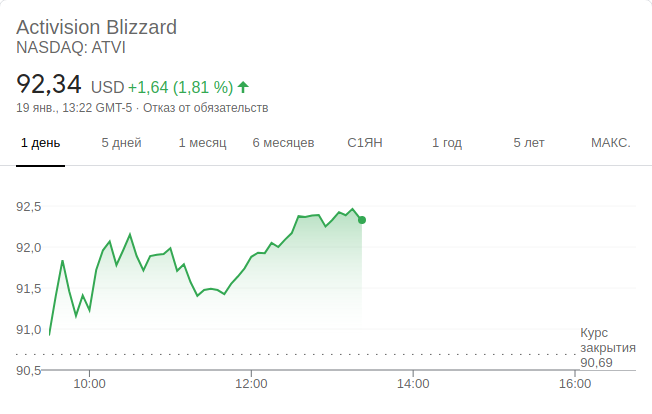 Activision Blizzard
NASDAQ: ATVI
92,34 USD +1,64 (1,81 %)
19 янв., 13:22 GMT-5 · Отказ от обязательств
1 день 5 дней 1 месяц 6 месяцев С1ЯН 1 год 5 лет МАКС.
92,5
92,0
91,5
91,0
Курс
закрытия
90,69
90,5
10:00 12:00 14:00 16:00